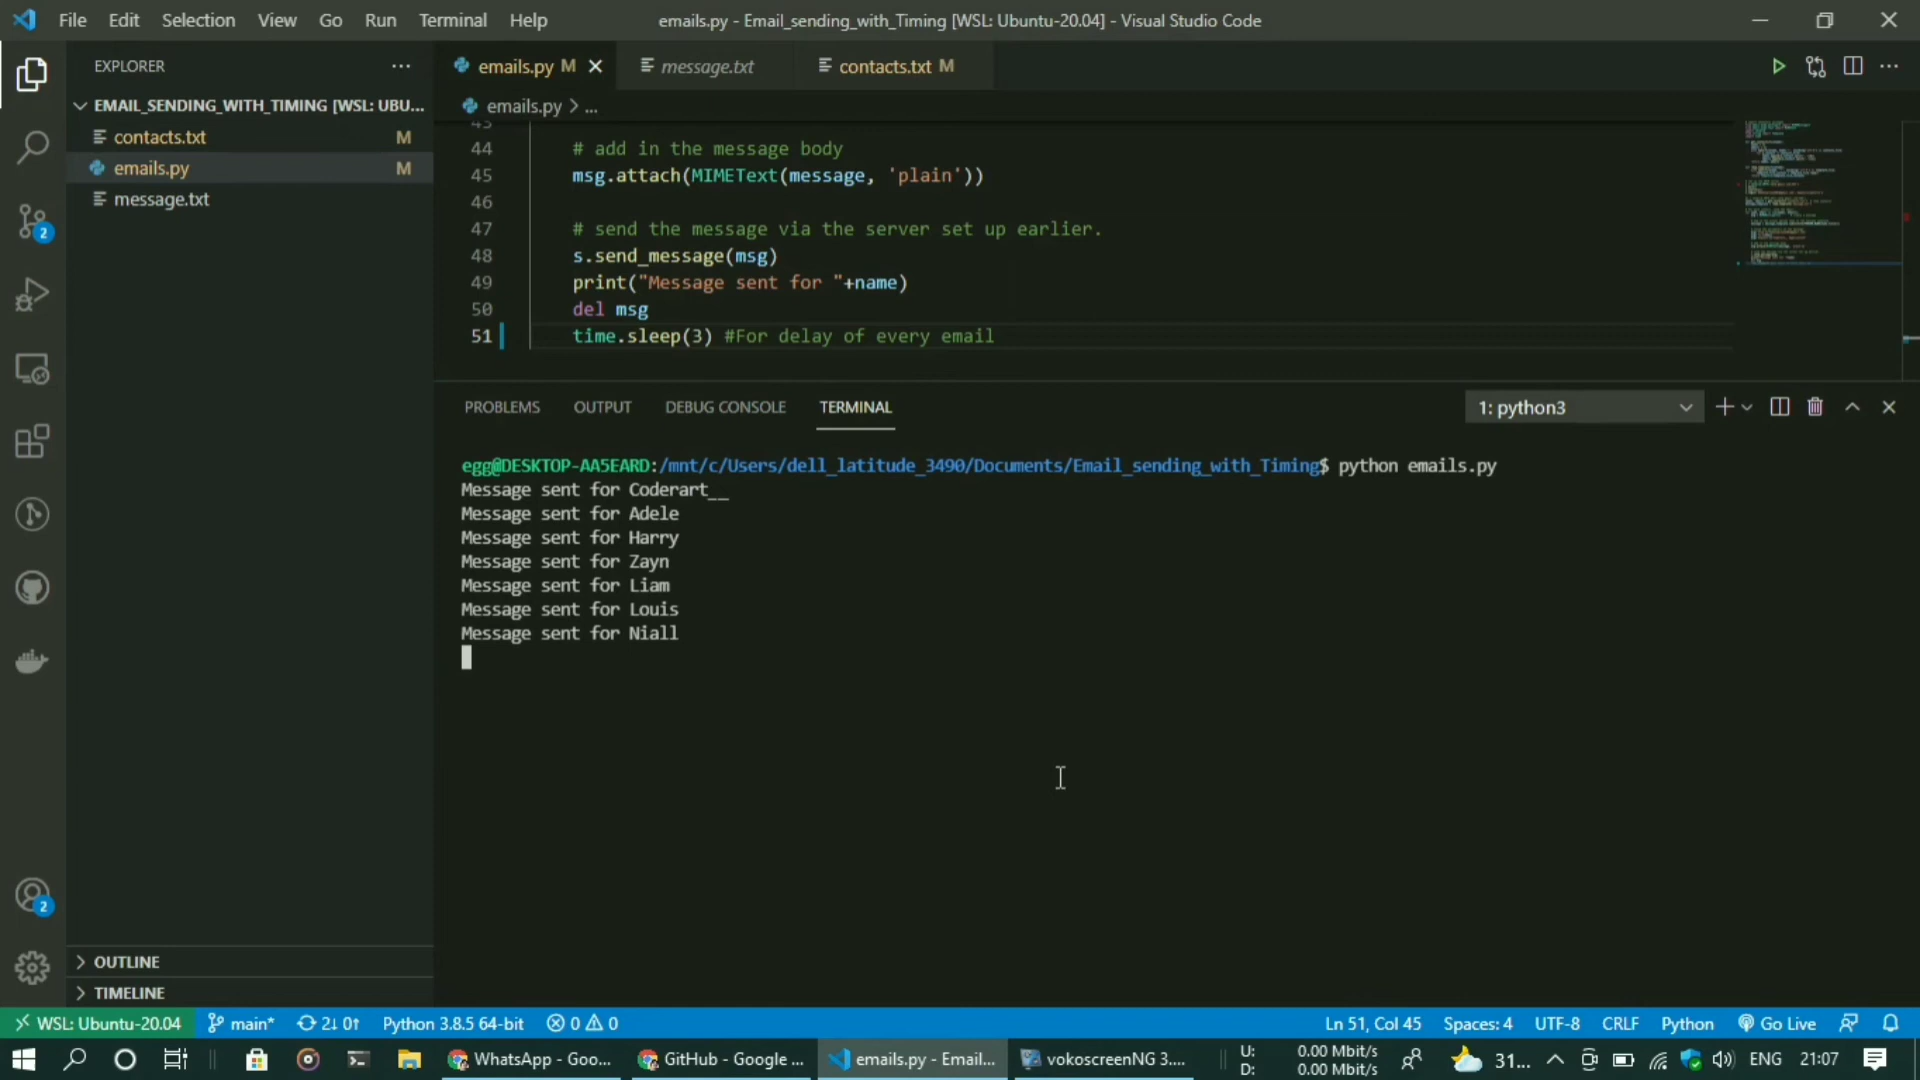 File Edit Selection View Go Run Terminal Help
emails.py - Email_sending_with_Timing [WSL: Ubuntu-20.04] - Visual Studio Code
EXPLORER
EMAIL_SENDING_WITH_TIMING [WSL: UBU...
contacts.txt M
emails.py M
message.txt
OUTLINE
TIMELINE
2
2
emails.py M
message.txt
contacts.txt M
emails.py > ...
43
44 # add in the message body
45 msg.attach(MIMEText(message, 'plain'))
46
47 # send the message via the server set up earlier.
48 s.send_message(msg)
49 print("Message sent for "+name)
50 del msg
51 time.sleep(3) #For delay of every email
PROBLEMS OUTPUT DEBUG CONSOLE TERMINAL
1: python3
egg@DESKTOP-AA5EARD:/mnt/c/Users/dell_latitude_3490/Documents/Email_sending_with_Timing$ python emails.py
Message sent for Coderart__
Message sent for Adele
Message sent for Harry
Message sent for Zayn
Message sent for Liam
Message sent for Louis
Message sent for Niall
WSL: Ubuntu-20.04 main* 2↓ 0↑ Python 3.8.5 64-bit 0 0 Ln 51, Col 45 Spaces: 4 UTF-8 CRLF Python Go Live
WhatsApp - Goo... GitHub - Google ... emails.py - Email... vokoscreenNG 3.... U: 0.00 Mbit/s 31... ENG 21:07
D: 0.00 Mbit/s